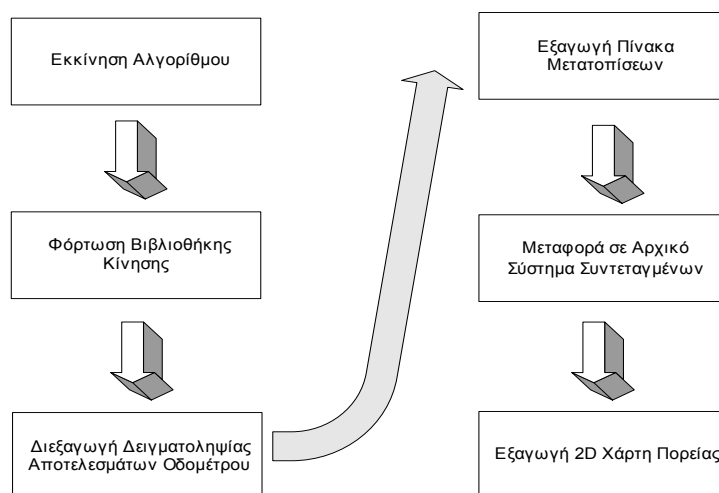 Εκκίνηση Αλγορίθμου
Φόρτωση Βιβλιοθήκης
Κίνησης
Διεξαγωγή Δειγματοληψίας
Αποτελεσμάτων Οδομέτρου
Εξαγωγή Πίνακα
Μετατοπίσεων
Μεταφορά σε Αρχικό
Σύστημα Συντεταγμένων
Εξαγωγή 2D Χάρτη Πορείας